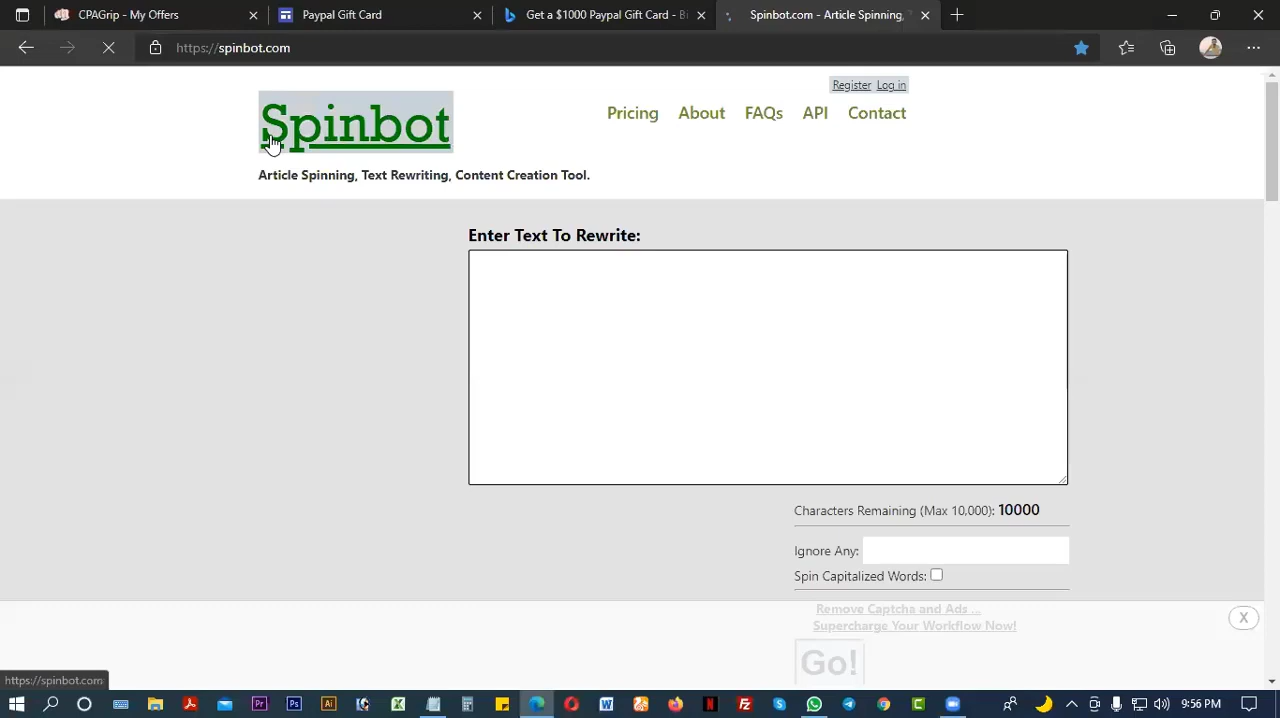 CPAGrip - My Offers
Paypal Gift Card
Get a $1000 Paypal Gift Card - Bi
Spinbot.com - Article Spinning,
https://spinbot.com
Register Log in
Spinbot
Pricing About FAQs API Contact
Article Spinning, Text Rewriting, Content Creation Tool.
Enter Text To Rewrite:
Characters Remaining (Max 10,000): 10000
Ignore Any:
Spin Capitalized Words:
Remove Captcha and Ads ...
Supercharge Your Workflow Now!
Go!
X
https://spinbot.com
9:56 PM